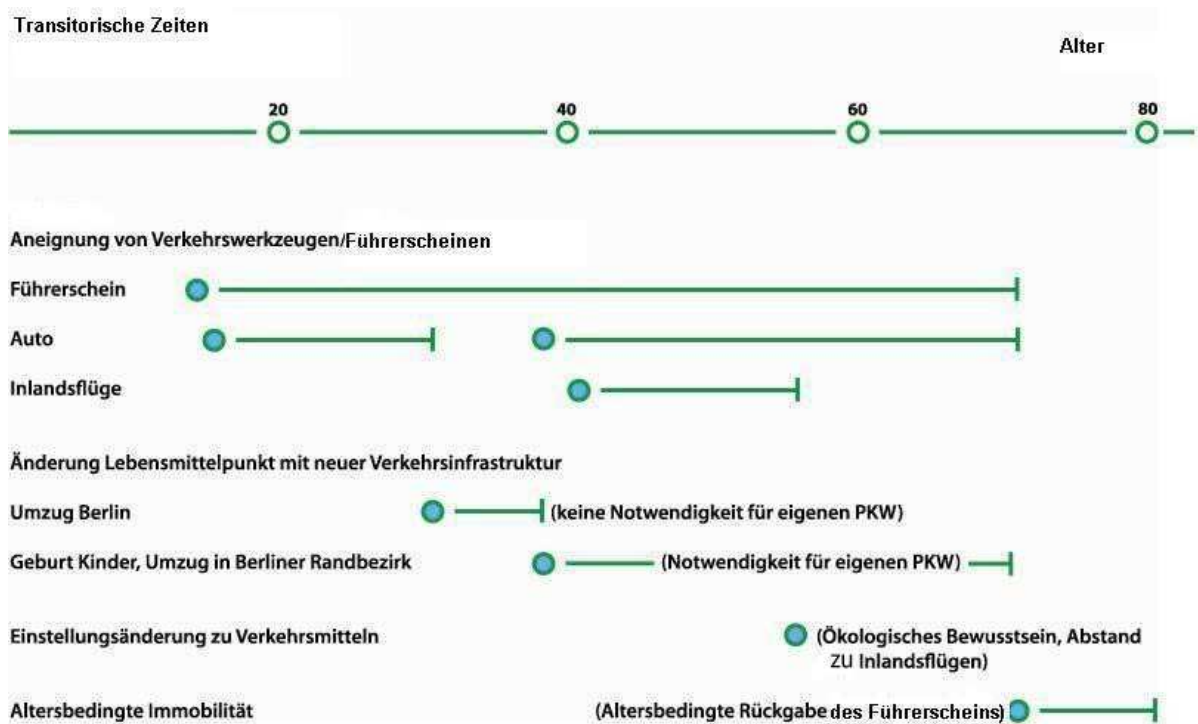 Transitorische Zeiten
Alter
20 40 60 80
Aneignung von Verkehrswerkzeugen/Führerscheinen
Führerschein
Auto
Inlandsflüge
Änderung Lebensmittelpunkt mit neuer Verkehrsinfrastruktur
Umzug Berlin (keine Notwendigkeit für eigenen PKW)
Geburt Kinder, Umzug in Berliner Randbezirk (Notwendigkeit für eigenen PKW)
Einstellungsänderung zu Verkehrsmitteln (Ökologisches Bewusstsein, Abstand
zu Inlandsflügen)
Altersbedingte Immobilität (Altersbedingte Rückgabe des Führerscheins)